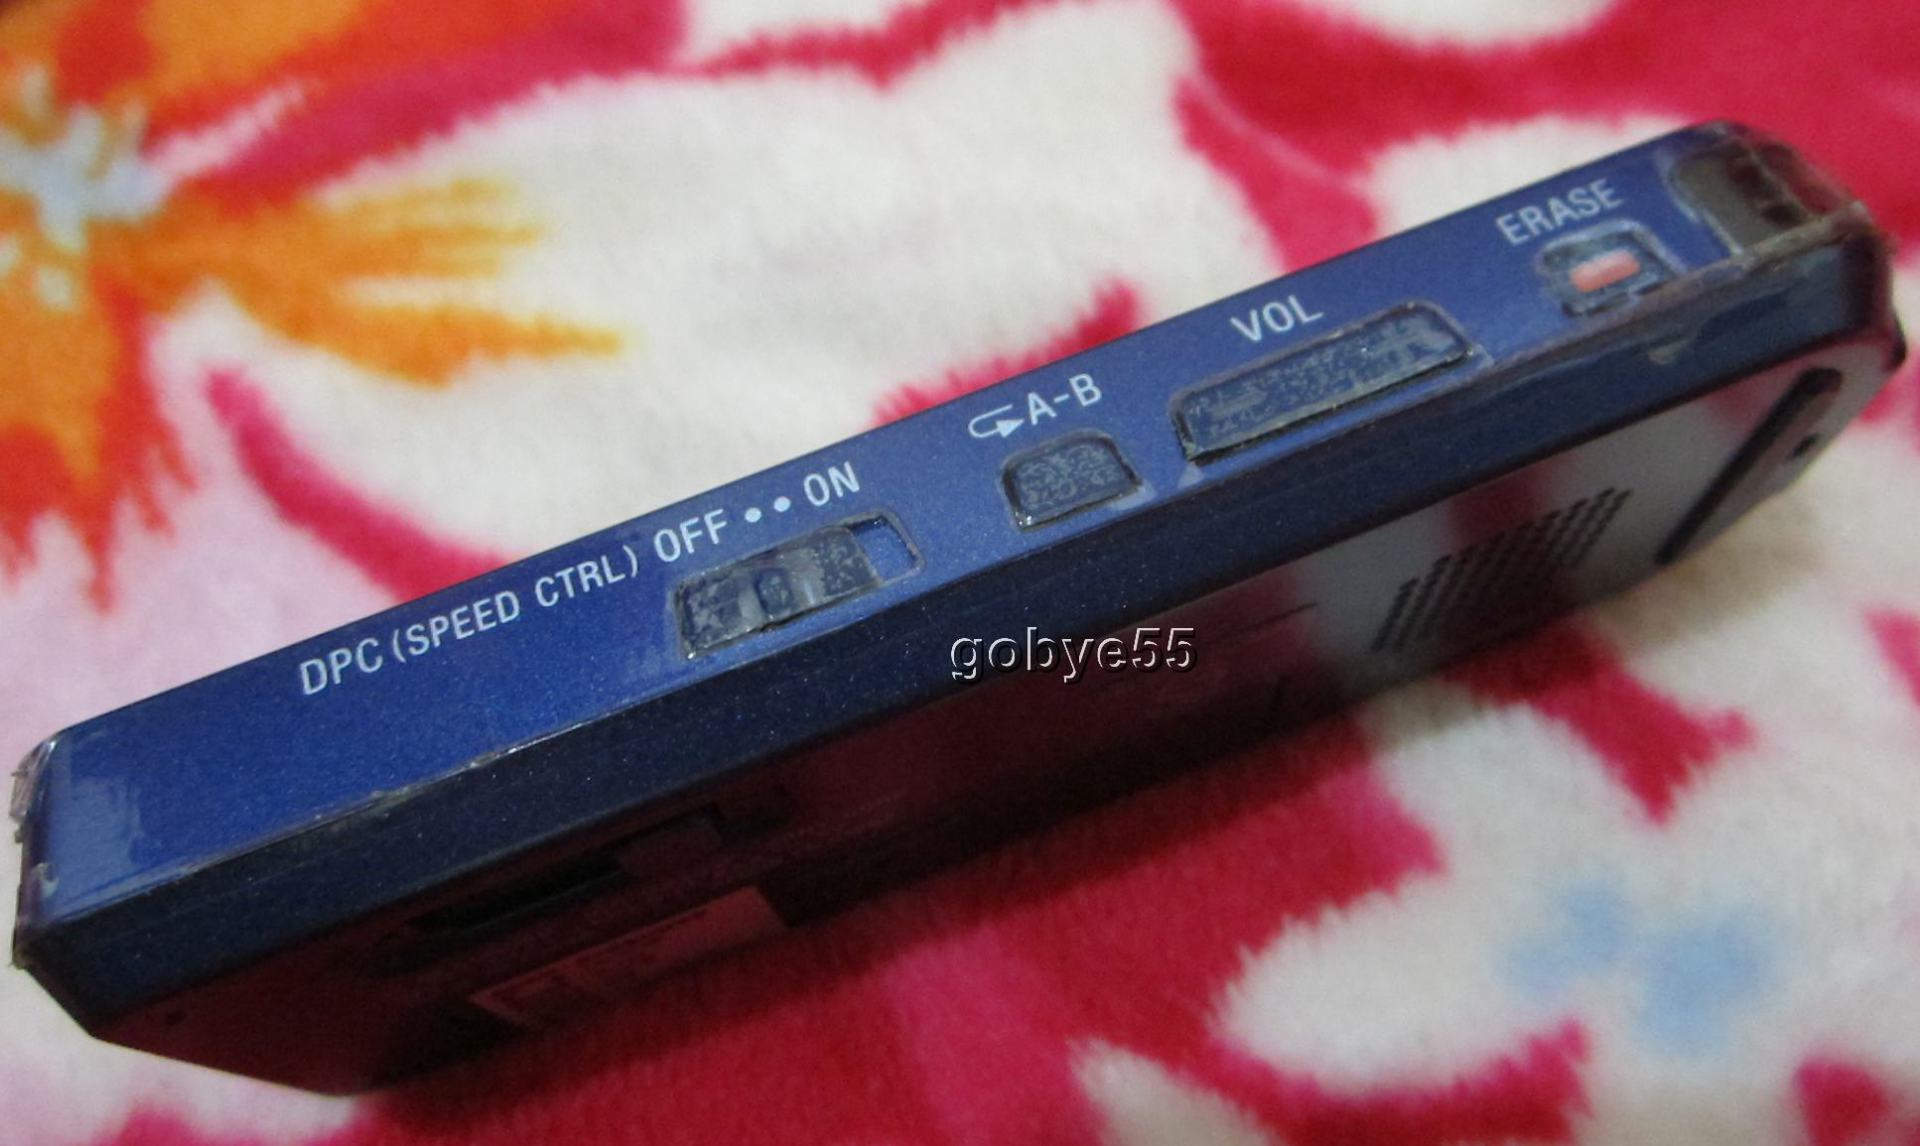 ERASE
VOL
A-B
DPC (SPEED CTRL) OFF •• ON
gobye55